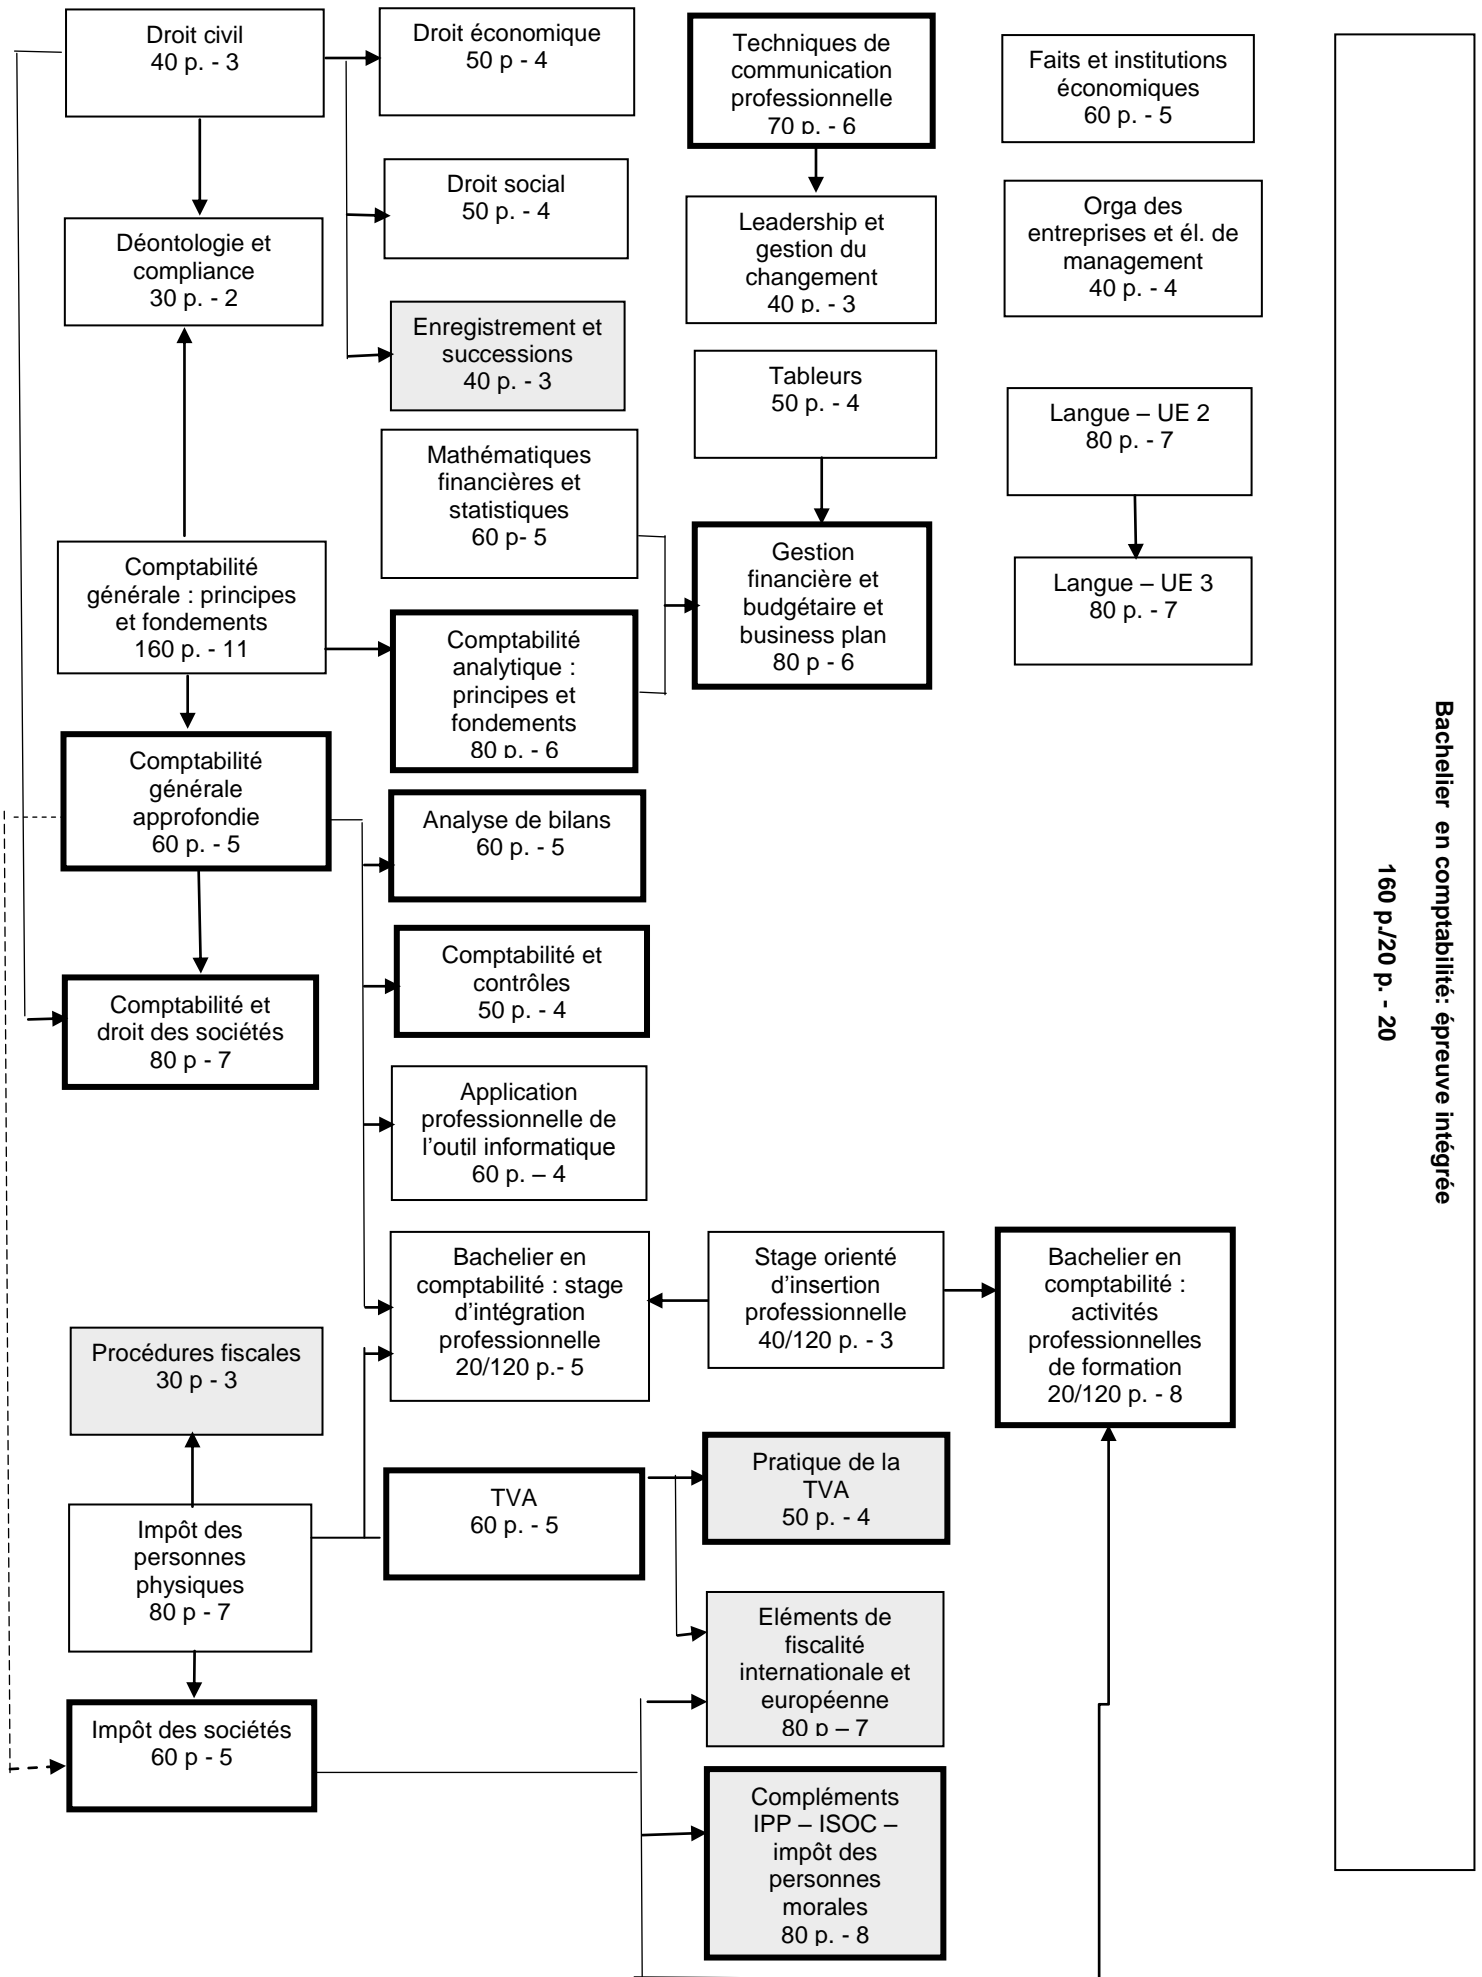 Droit civil
40 p. - 3
Droit économique
50 p - 4
Techniques de
communication
professionnelle
70 p. - 6
Faits et institutions
économiques
60 p. - 5
Droit social
50 p. - 4
Orga des
entreprises et él. de
management
40 p. - 4
Déontologie et
compliance
30 p. - 2
Leadership et
gestion du
changement
40 p. - 3
Enregistrement et
successions
40 p. - 3
Tableurs
50 p. - 4
Langue – UE 2
80 p. - 7
Mathématiques
financières et
statistiques
60 p- 5
Comptabilité
générale : principes
et fondements
160 p. - 11
Gestion
financière et
budgétaire et
business plan
80 p - 6
Langue – UE 3
80 p. - 7
Comptabilité
analytique :
principes et
fondements
80 p. - 6
Comptabilité
générale
approfondie
60 p. - 5
Analyse de bilans
60 p. - 5
Comptabilité et
contrôles
50 p. - 4
Comptabilité et
droit des sociétés
80 p - 7
Application
professionnelle de
l’outil informatique
60 p. – 4
Bachelier en
comptabilité : stage
d’intégration
professionnelle
20/120 p.- 5
Stage orienté
d’insertion
professionnelle
40/120 p. - 3
Bachelier en
comptabilité :
activités
professionnelles
de formation
20/120 p. - 8
Procédures fiscales
30 p - 3
TVA
60 p. - 5
Pratique de la
TVA
50 p. - 4
Impôt des
personnes
physiques
80 p - 7
Eléments de
fiscalité
internationale et
européenne
80 p – 7
Impôt des sociétés
60 p - 5
Compléments
IPP – ISOC –
impôt des
personnes
morales
80 p. - 8
Bachelier en comptabilité: épreuve intégrée
160 p./20 p. - 20